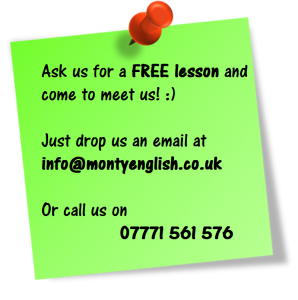 Ask us for a FREE lesson and
come to meet us! :)
Just drop us an email at
info@montyenglish.co.uk
Or call us on
07771 561 576